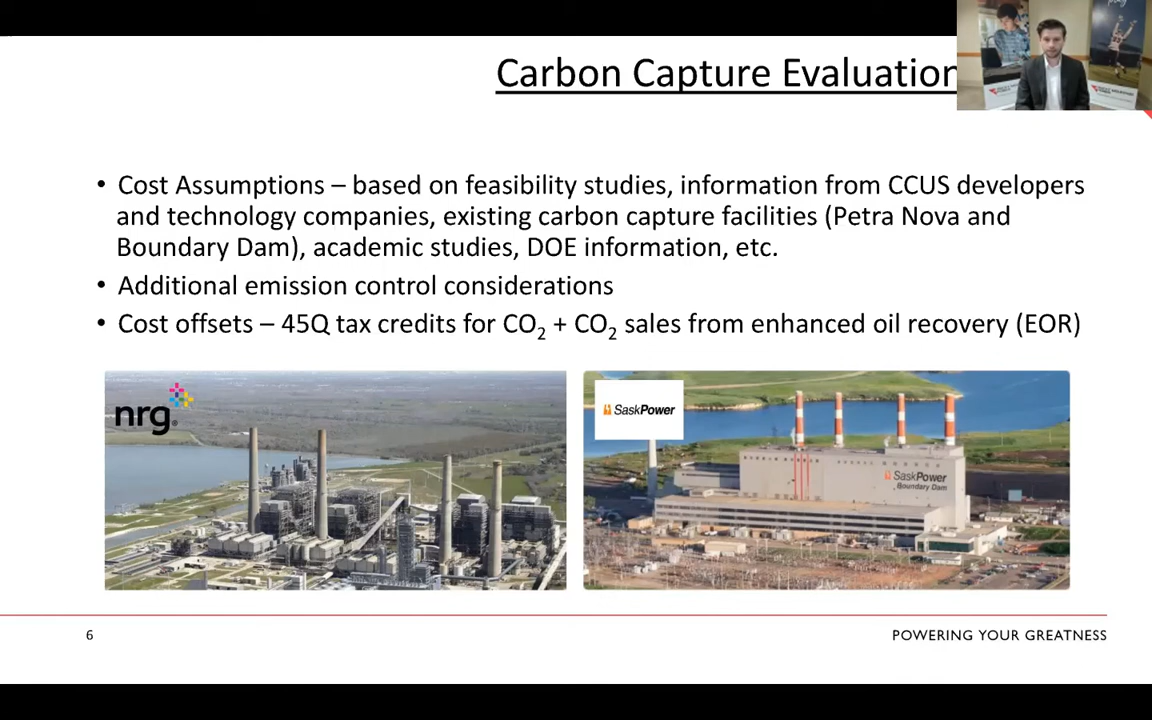 Carbon Capture Evaluation
• Cost Assumptions – based on feasibility studies, information from CCUS developers
and technology companies, existing carbon capture facilities (Petra Nova and
Boundary Dam), academic studies, DOE information, etc.
• Additional emission control considerations
• Cost offsets – 45Q tax credits for CO2 + CO2 sales from enhanced oil recovery (EOR)
nrg®
SaskPower
SaskPower
Boundary Dam
6
POWERING YOUR GREATNESS